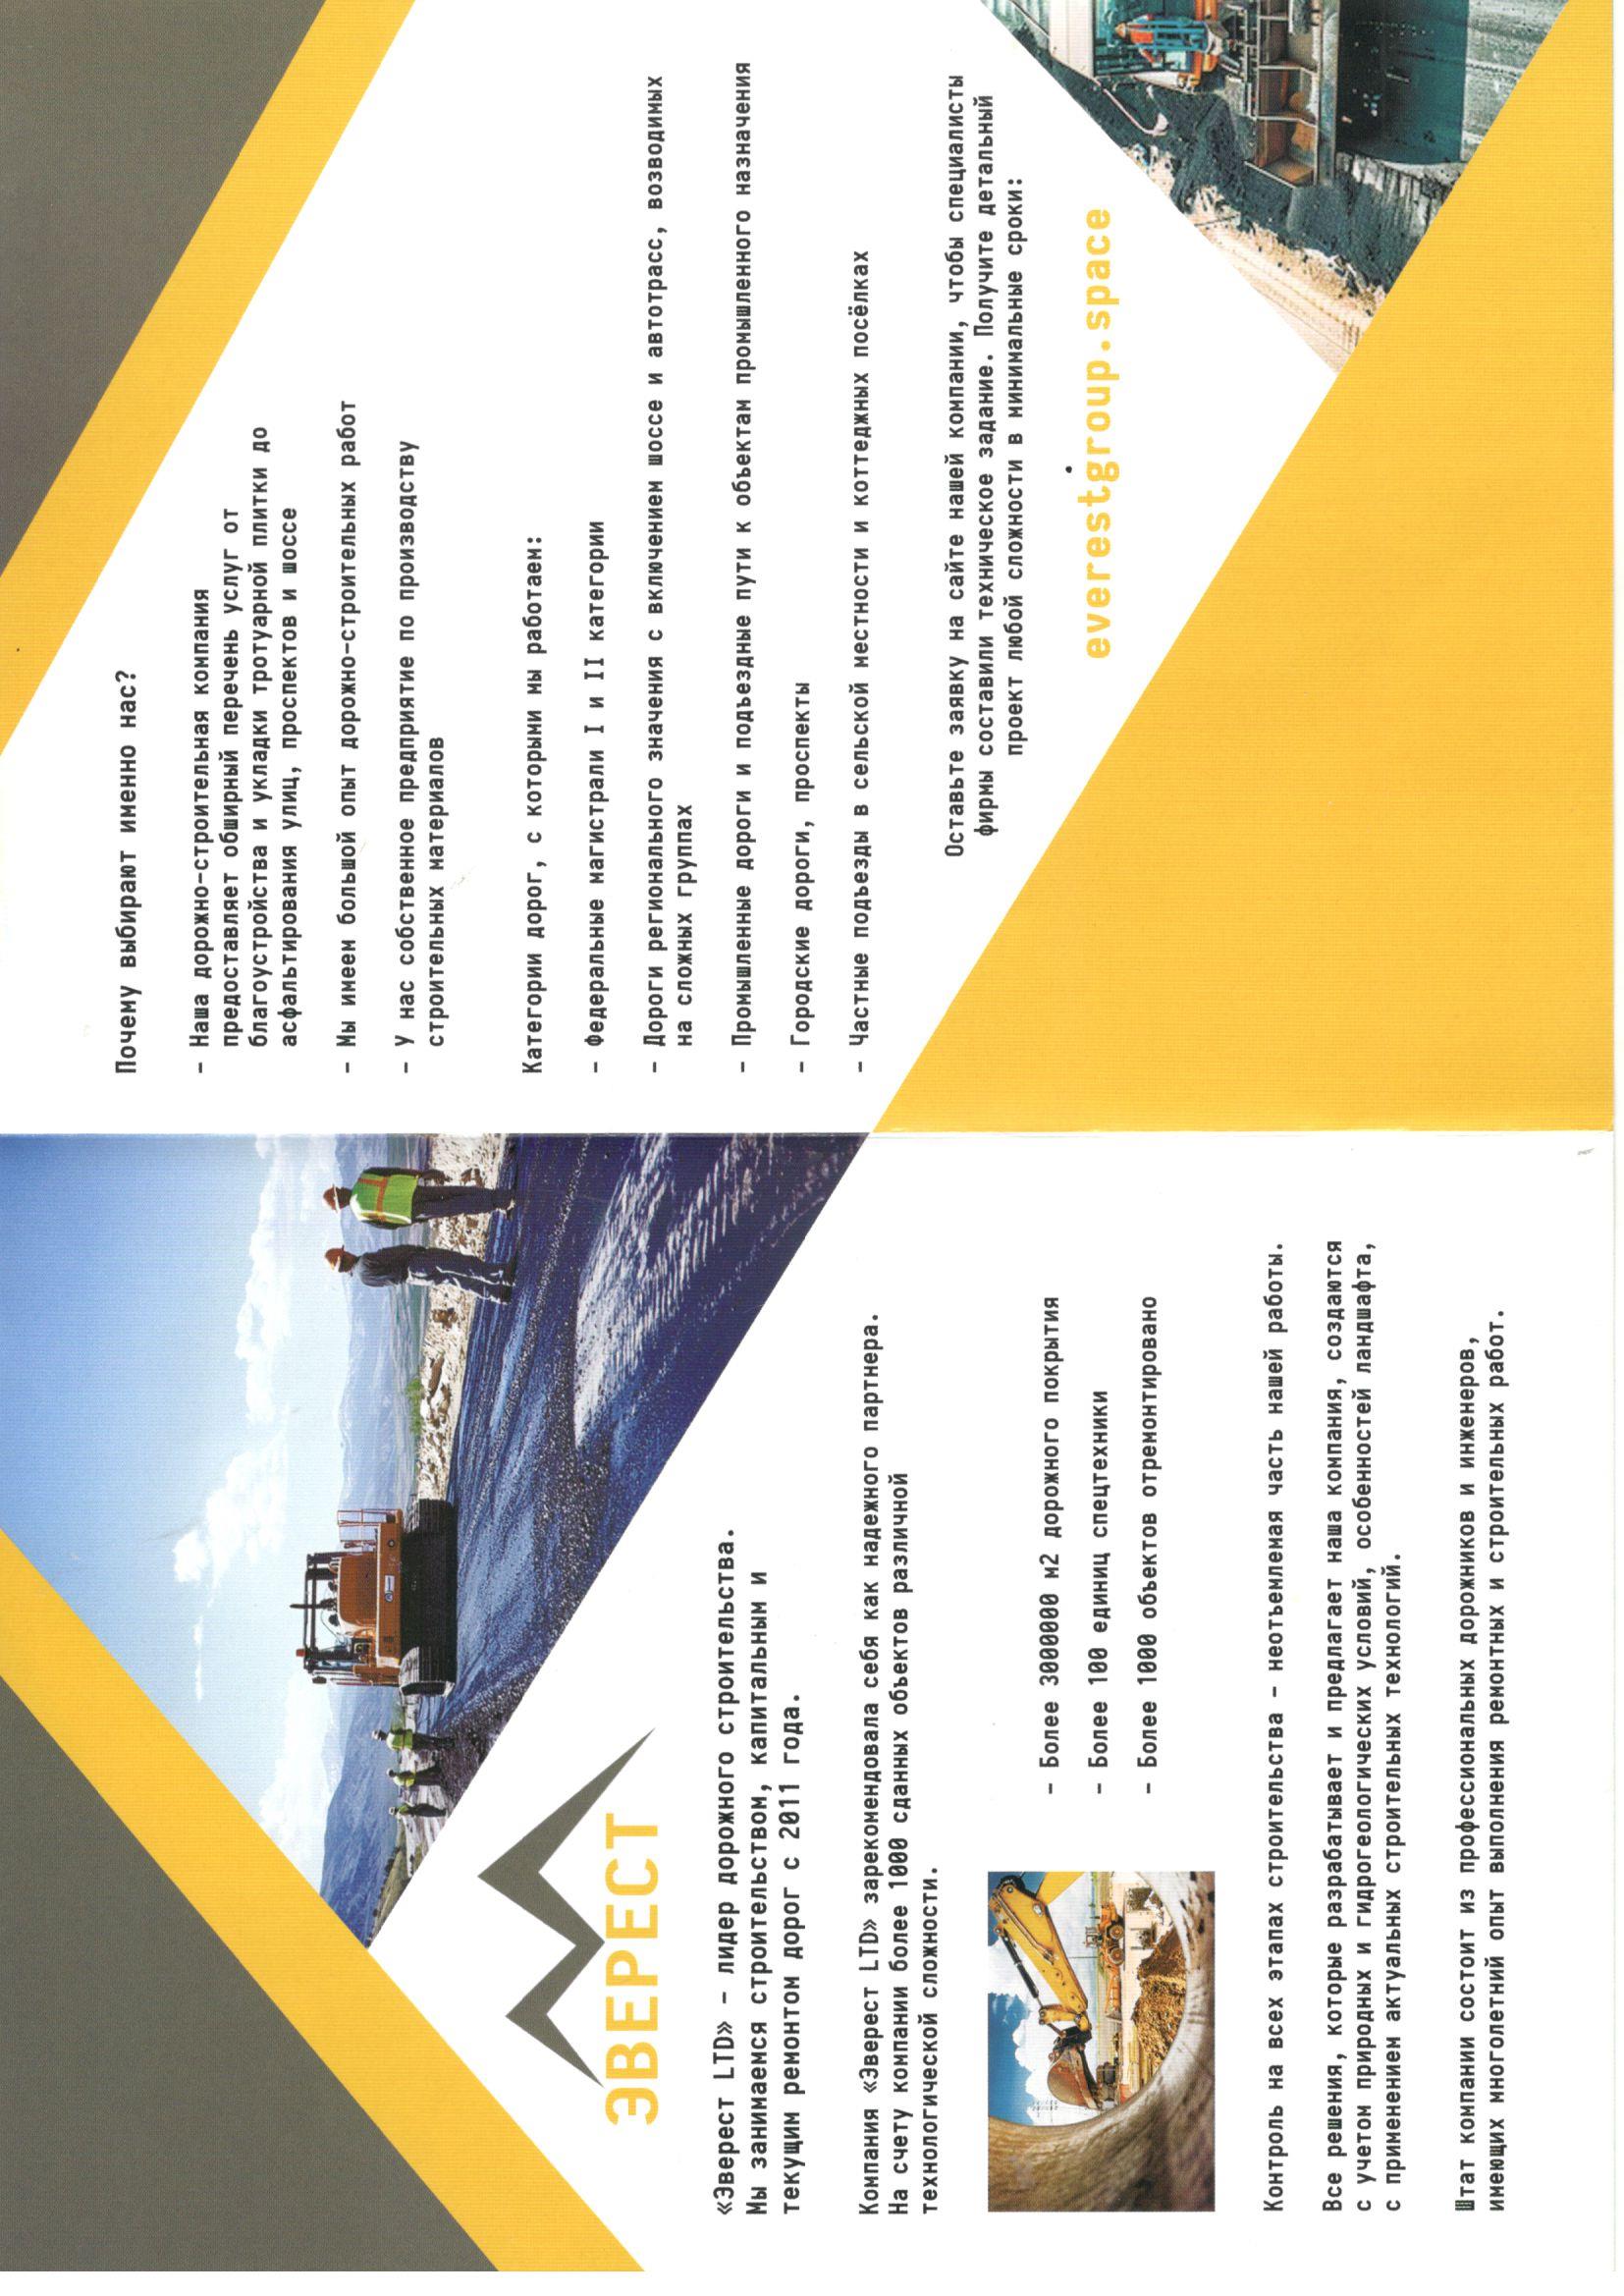 ЭВЕРЕСТ
«Эверест LTD» – лидер дорожного строительства.
Мы занимаемся строительством, капитальным и
текущим ремонтом дорог с 2011 года.
Компания «Эверест LTD» зарекомендовала себя как надежного партнера.
На счету компании более 1000 сданных объектов различной
технологической сложности.
– Более 3000000 м2 дорожного покрытия
– Более 100 единиц спецтехники
– Более 1000 объектов отремонтировано
Контроль на всех этапах строительства – неотъемлемая часть нашей работы.
Все решения, которые разрабатывает и предлагает наша компания, создаются
с учетом природных и гидрогеологических условий, особенностей ландшафта,
с применением актуальных строительных технологий.
Штат компании состоит из профессиональных дорожников и инженеров,
имеющих многолетний опыт выполнения ремонтных и строительных работ.
Почему выбирают именно нас?
– Наша дорожно-строительная компания
предоставляет обширный перечень услуг от
благоустройства и укладки тротуарной плитки до
асфальтирования улиц, проспектов и шоссе
– Мы имеем большой опыт дорожно-строительных работ
– У нас собственное предприятие по производству
строительных материалов
Категории дорог, с которыми мы работаем:
– Федеральные магистрали I и II категории
– Дороги регионального значения с включением шоссе и автотрасс, возводимых
на сложных группах
– Промышленные дороги и подъездные пути к объектам промышленного назначения
– Городские дороги, проспекты
– Частные подъезды в сельской местности и коттеджных посёлках
Оставьте заявку на сайте нашей компании, чтобы специалисты
фирмы составили техническое задание. Получите детальный
проект любой сложности в минимальные сроки:
everestgroup.space